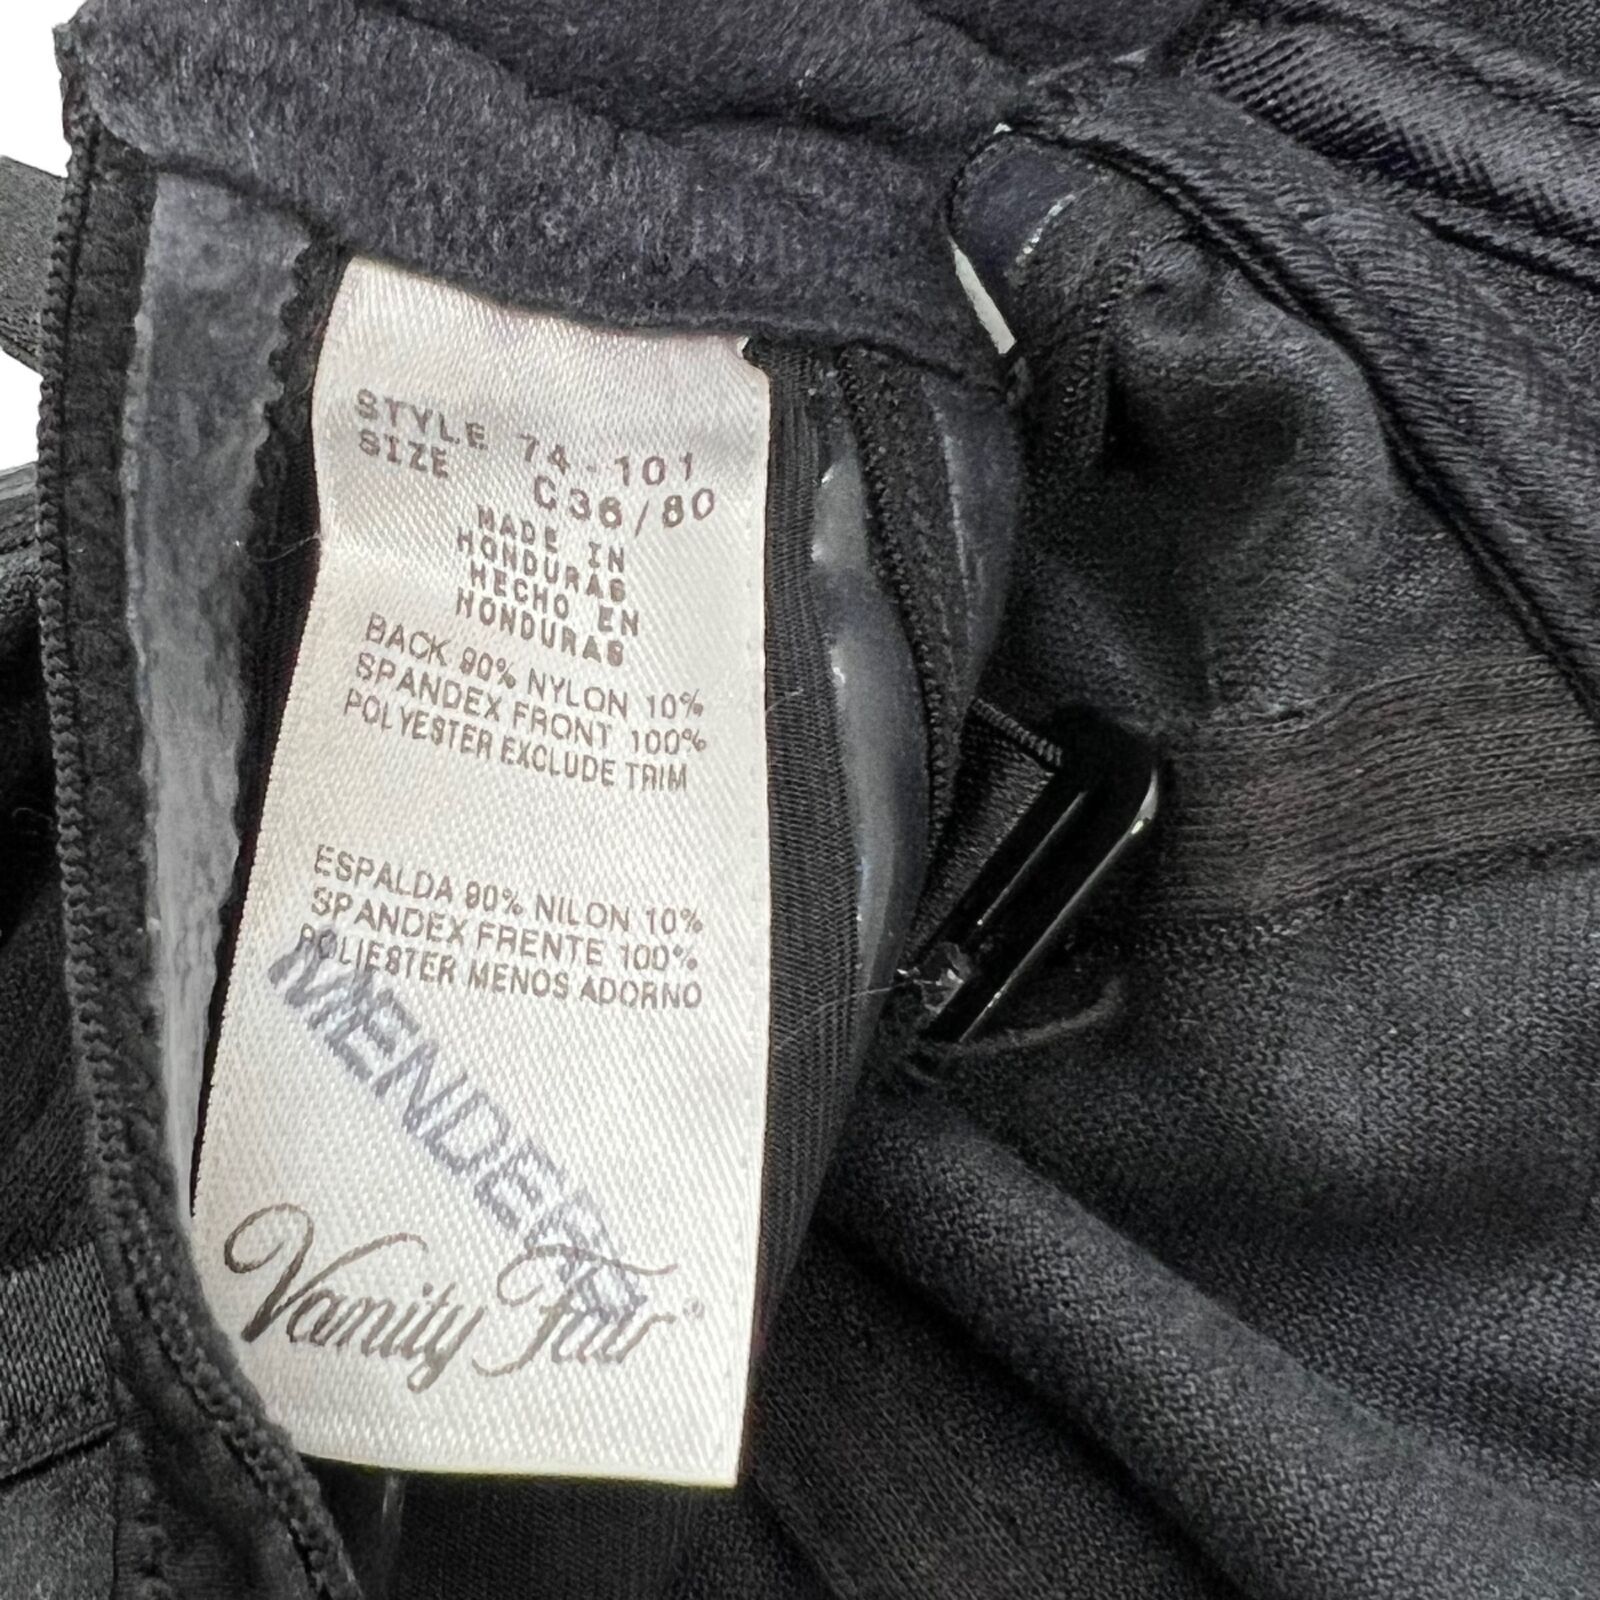 STYLE 74-101
SIZE C36/80
MADE IN
HONDURAS
HECHO EN
HONDURAS
BACK 90% NYLON 10%
SPANDEX FRONT 100%
POLYESTER EXCLUDE TRIM
ESPALDA 90% NILON 10%
SPANDEX FRENTE 100%
POLIESTER MENOS ADORNO
Vanity Fair®